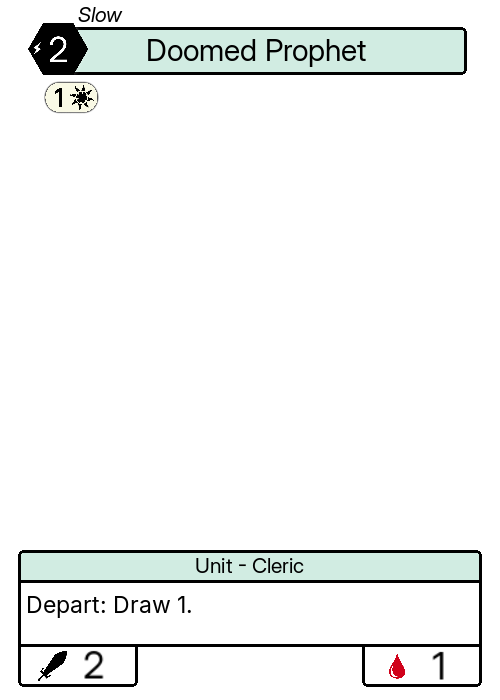 Slow
2 Doomed Prophet
1
Unit - Cleric
Depart: Draw 1.
2 1